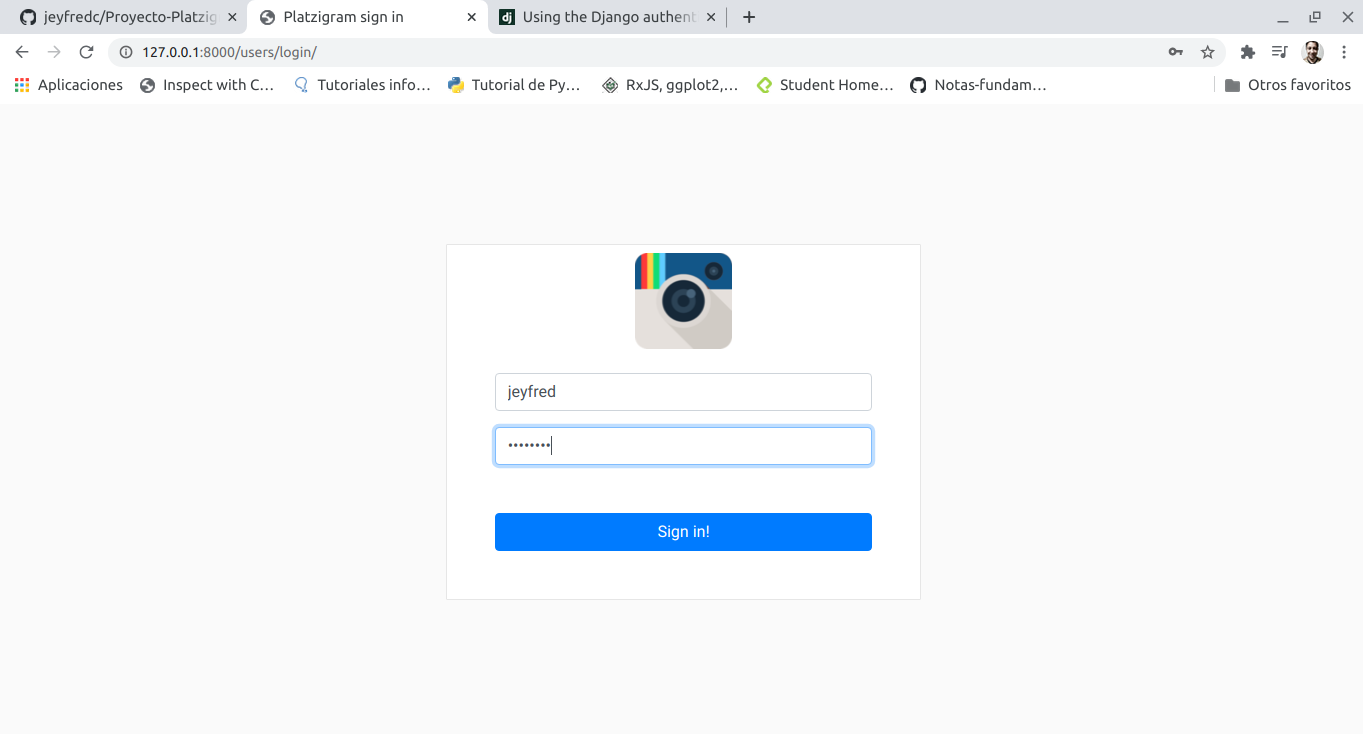 jeyfredc/Proyecto-Platzig
Platzigram sign in
Using the Django authent
127.0.0.1:8000/users/login/
Aplicaciones
Inspect with C...
Tutoriales info...
Tutorial de Py...
RxJS, ggplot2,...
Student Home...
Notas-fundam...
Otros favoritos
jeyfred
••••••••
Sign in!